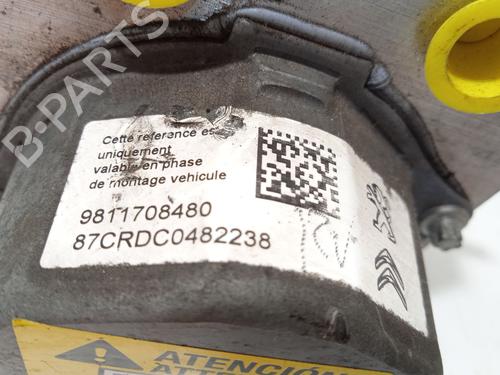 B-PARTS
Cette reference es
uniquement
valable en phase
de montage vehicule
9811708480
87CRDC0482238
ATENCIÓN